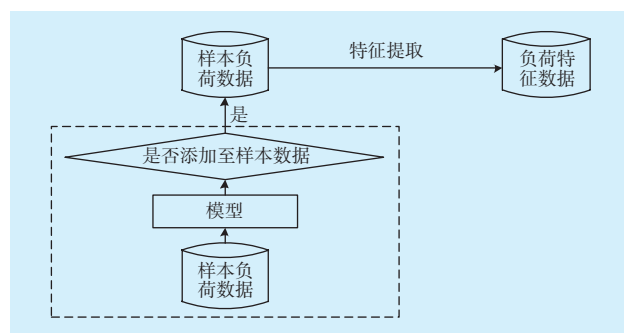 样本负
荷数据
特征提取
负荷特
征数据
是
是否添加至样本数据
模型
样本负
荷数据